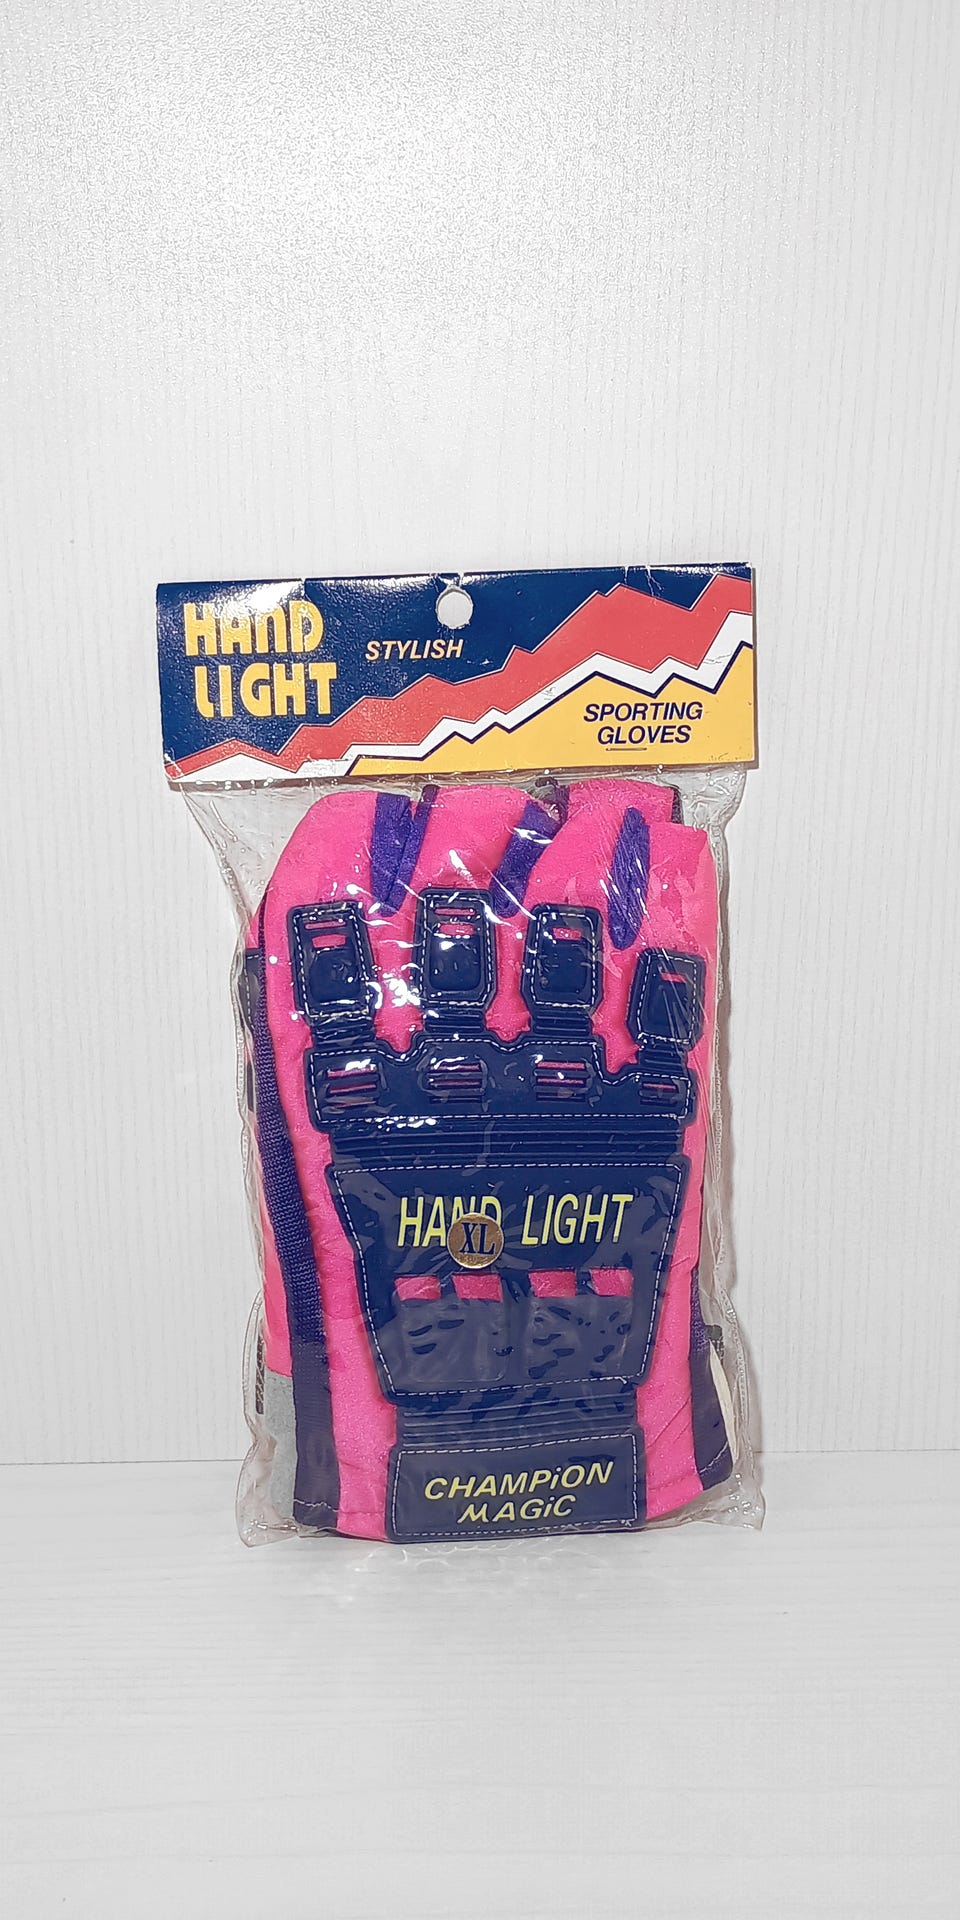 HAND
LIGHT
STYLISH
SPORTING
GLOVES
HAND LIGHT
XL
CHAMPiON
MAGiC